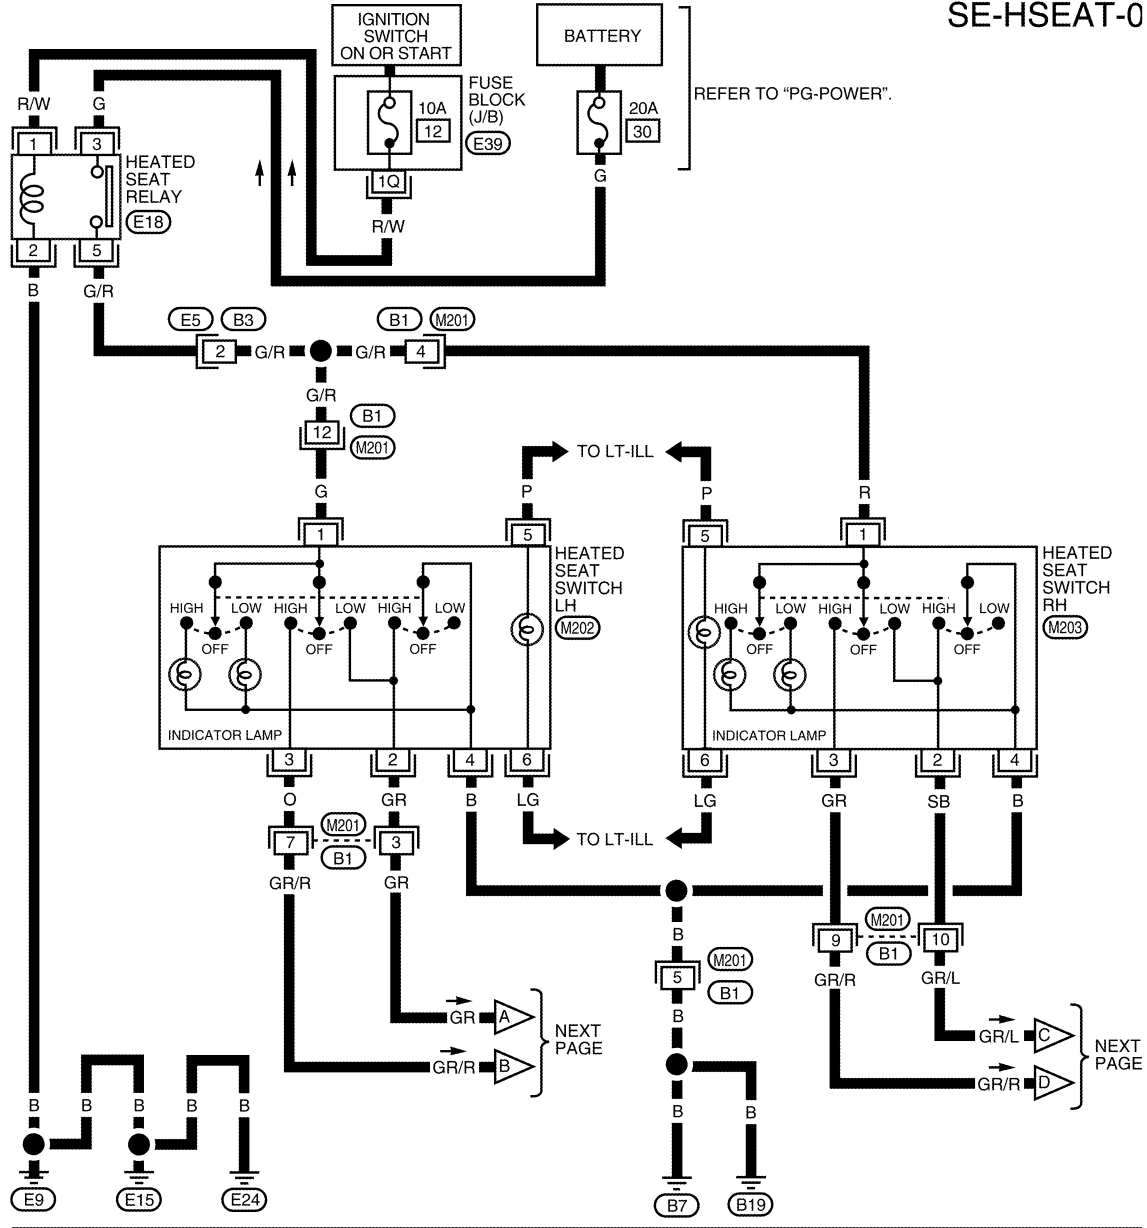 SE-HSEAT-0
IGNITION
SWITCH
ON OR START
BATTERY
REFER TO “PG-POWER”.
FUSE
BLOCK
(J/B)
E39
10A
12
20A
30
1Q
R/W
G
R/W
G
1
3
HEATED
SEAT
RELAY
E18
2
5
B
G/R
E5
B3
B1
M201
2
G/R
G/R
4
G/R
12
B1
M201
G
P
TO LT-ILL
P
R
1
5
5
1
HEATED
SEAT
SWITCH
LH
M202
HEATED
SEAT
SWITCH
RH
M203
HIGH
LOW
HIGH
LOW
HIGH
LOW
OFF
OFF
OFF
HIGH
LOW
HIGH
LOW
HIGH
LOW
OFF
OFF
OFF
INDICATOR LAMP
INDICATOR LAMP
3
2
4
6
6
3
2
4
O
GR
B
LG
LG
GR
SB
B
TO LT-ILL
7
M201
B1
3
GR/R
GR
B
M201
5
B1
B
9
M201
B1
10
GR/R
GR/L
GR
A
GR/R
B
NEXT
PAGE
GR/L
C
GR/R
D
NEXT
PAGE
B
B
B
B
B
B
B
E9
E15
E24
B7
B19